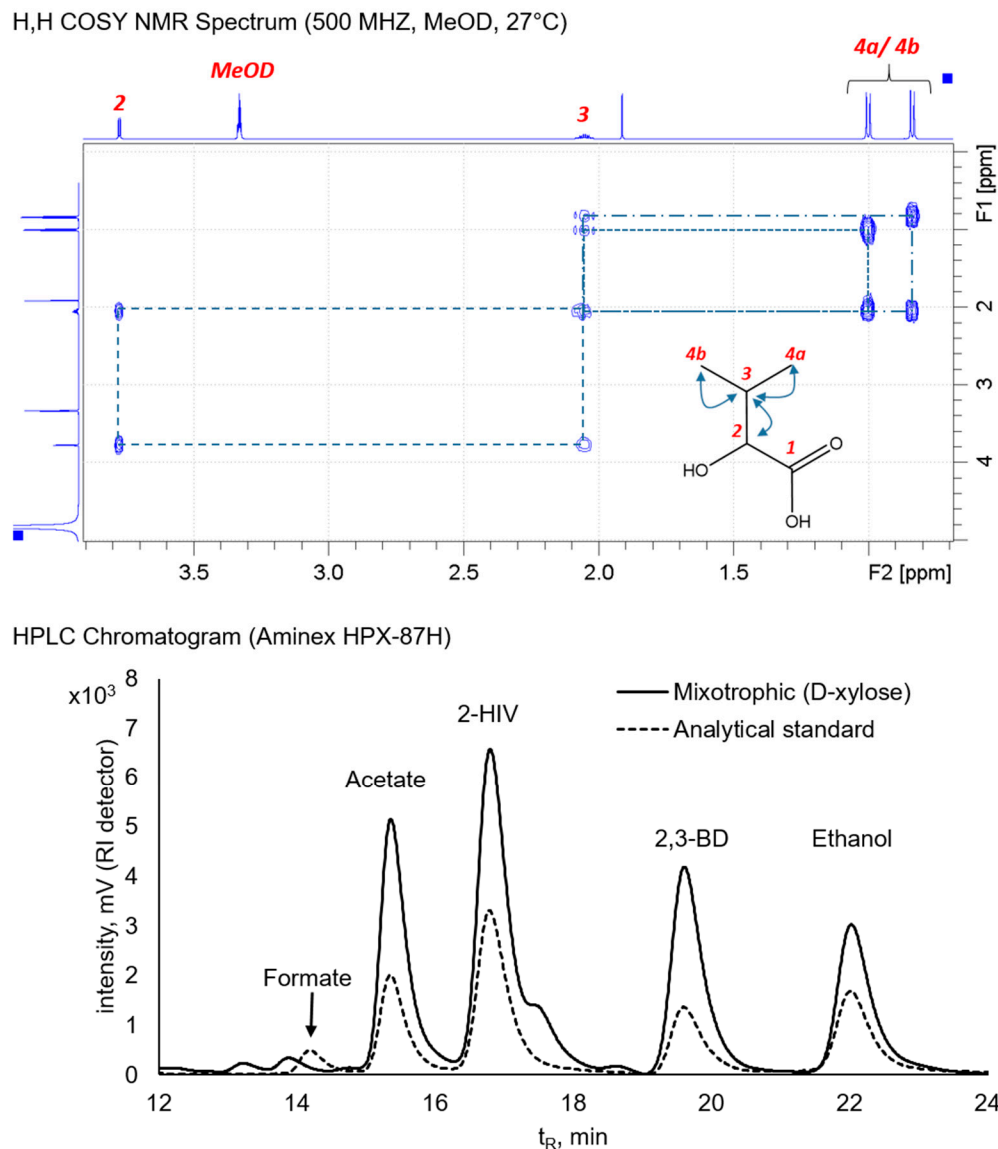 H,H COSY NMR Spectrum (500 MHZ, MeOD, 27°C)
4a/ 4b
MeOD
2
3
F1 [ppm]
2
3
4
4b
4a
3
2
1
HO
O
OH
3.5
3.0
2.5
2.0
1.5
F2 [ppm]
HPLC Chromatogram (Aminex HPX-87H)
x10³
8
7
6
5
4
3
2
1
0
intensity, mV (RI detector)
Mixotrophic (D-xylose)
Analytical standard
Formate
Acetate
2-HIV
2,3-BD
Ethanol
12
14
16
18
20
22
24
tR, min